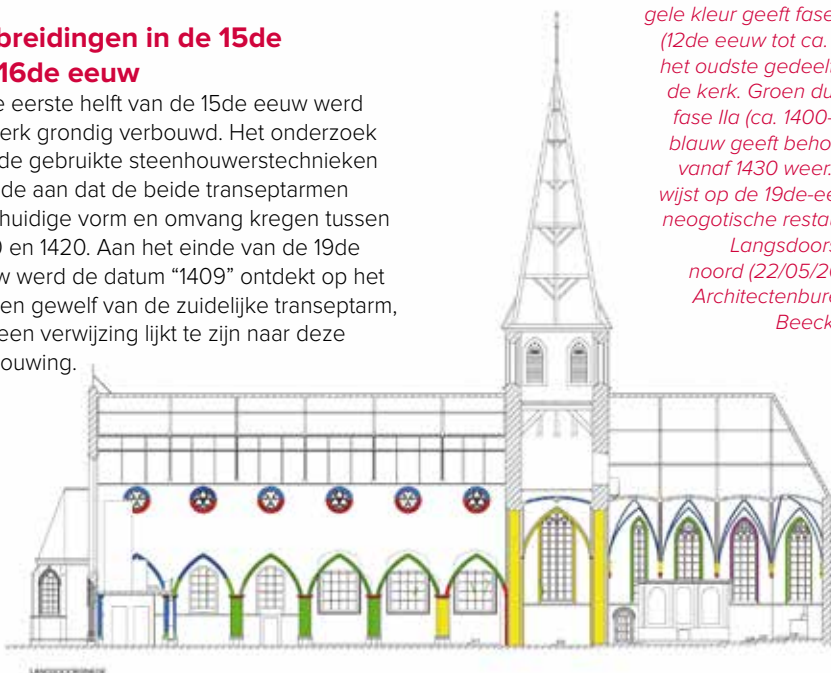 breidingen in de 15de
16de eeuw
e eerste helft van de 15de eeuw werd
erk grondig verbouwd. Het onderzoek
de gebruikte steenhouwerstechnieken
de aan dat de beide transeptarmen
huidige vorm en omvang kregen tussen
0 en 1420. Aan het einde van de 19de
w werd de datum “1409” ontdekt op het
en gewelf van de zuidelijke transeptarm,
een verwijzing lijkt te zijn naar deze
ouwing.
gele kleur geeft fase
(12de eeuw tot ca.
het oudste gedeelt
de kerk. Groen du
fase IIa (ca. 1400-
blauw geeft beho
vanaf 1430 weer.
wijst op de 19de-ee
neogotische resta
Langsdoors
noord (22/05/20
Architectenbur
Beeck
LANGSDOORSNEDE